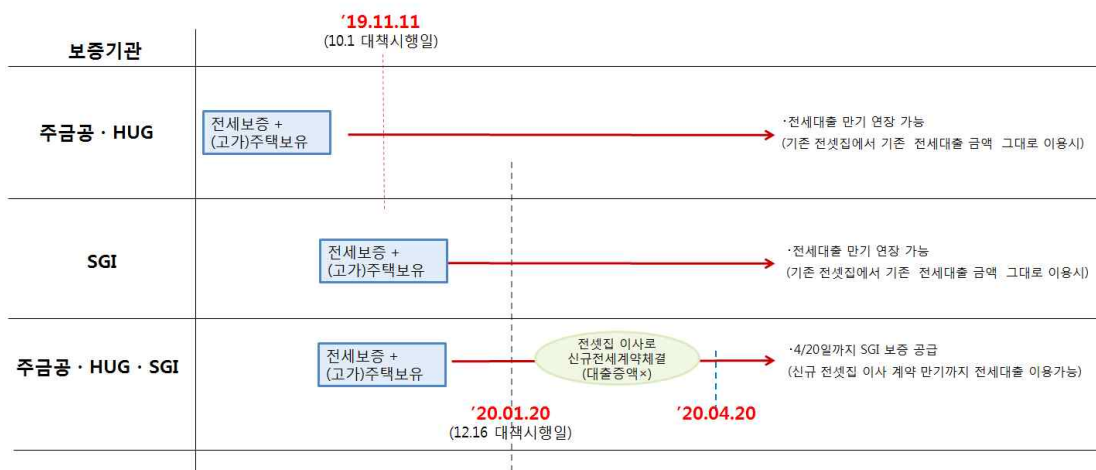 ´19.11.11
(10.1 대책시행일)
보증기관
주금공 · HUG
전세보증 +
(고가)주택보유
·전세대출 만기 연장 가능
(기존 전셋집에서 기존 전세대출 금액 그대로 이용시)
SGI
전세보증 +
(고가)주택보유
·전세대출 만기 연장 가능
(기존 전셋집에서 기존 전세대출 금액 그대로 이용시)
주금공 · HUG · SGI
전세보증 +
(고가)주택보유
전셋집 이사로
신규전세계약체결
(대출증액×)
·4/20일까지 SGI 보증 공급
(신규 전셋집 이사 계약 만기까지 전세대출 이용가능)
´20.01.20
(12.16 대책시행일)
´20.04.20